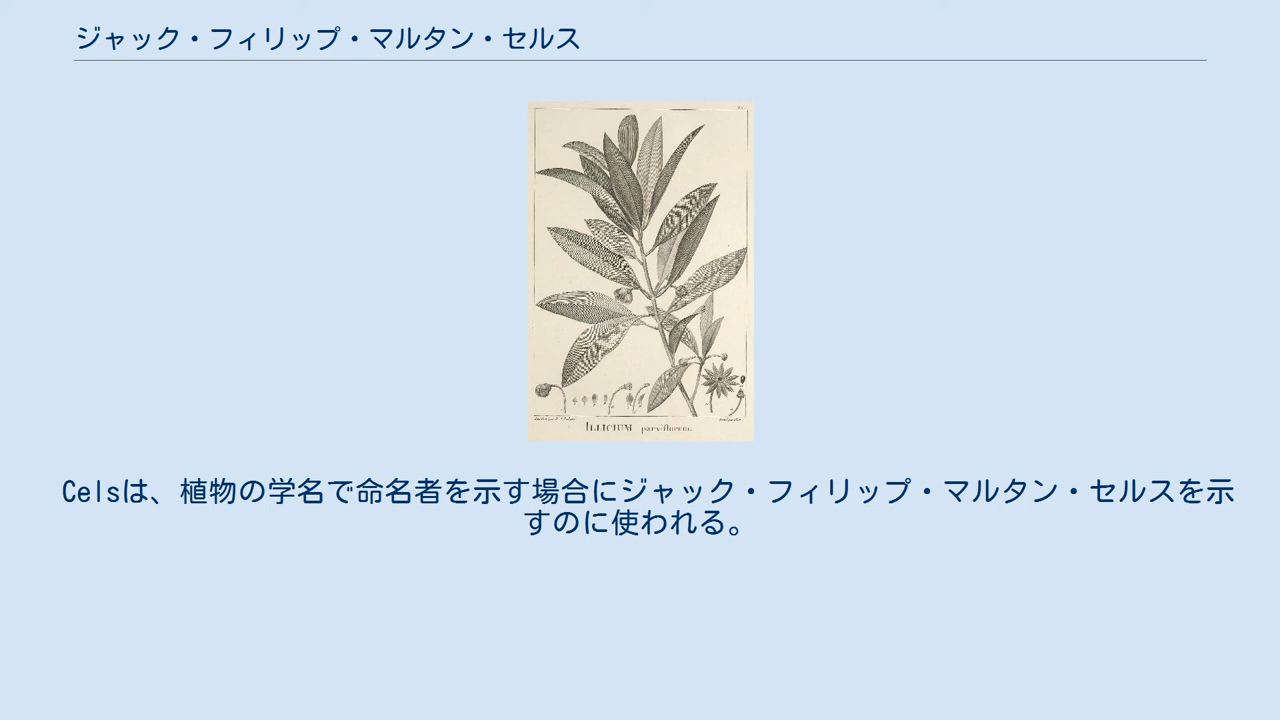 ジャック・フィリップ・マルタン・セルス
ILLICIUM parviflorum.
Celsは、植物の学名で命名者を示す場合にジャック・フィリップ・マルタン・セルスを示
すのに使われる。